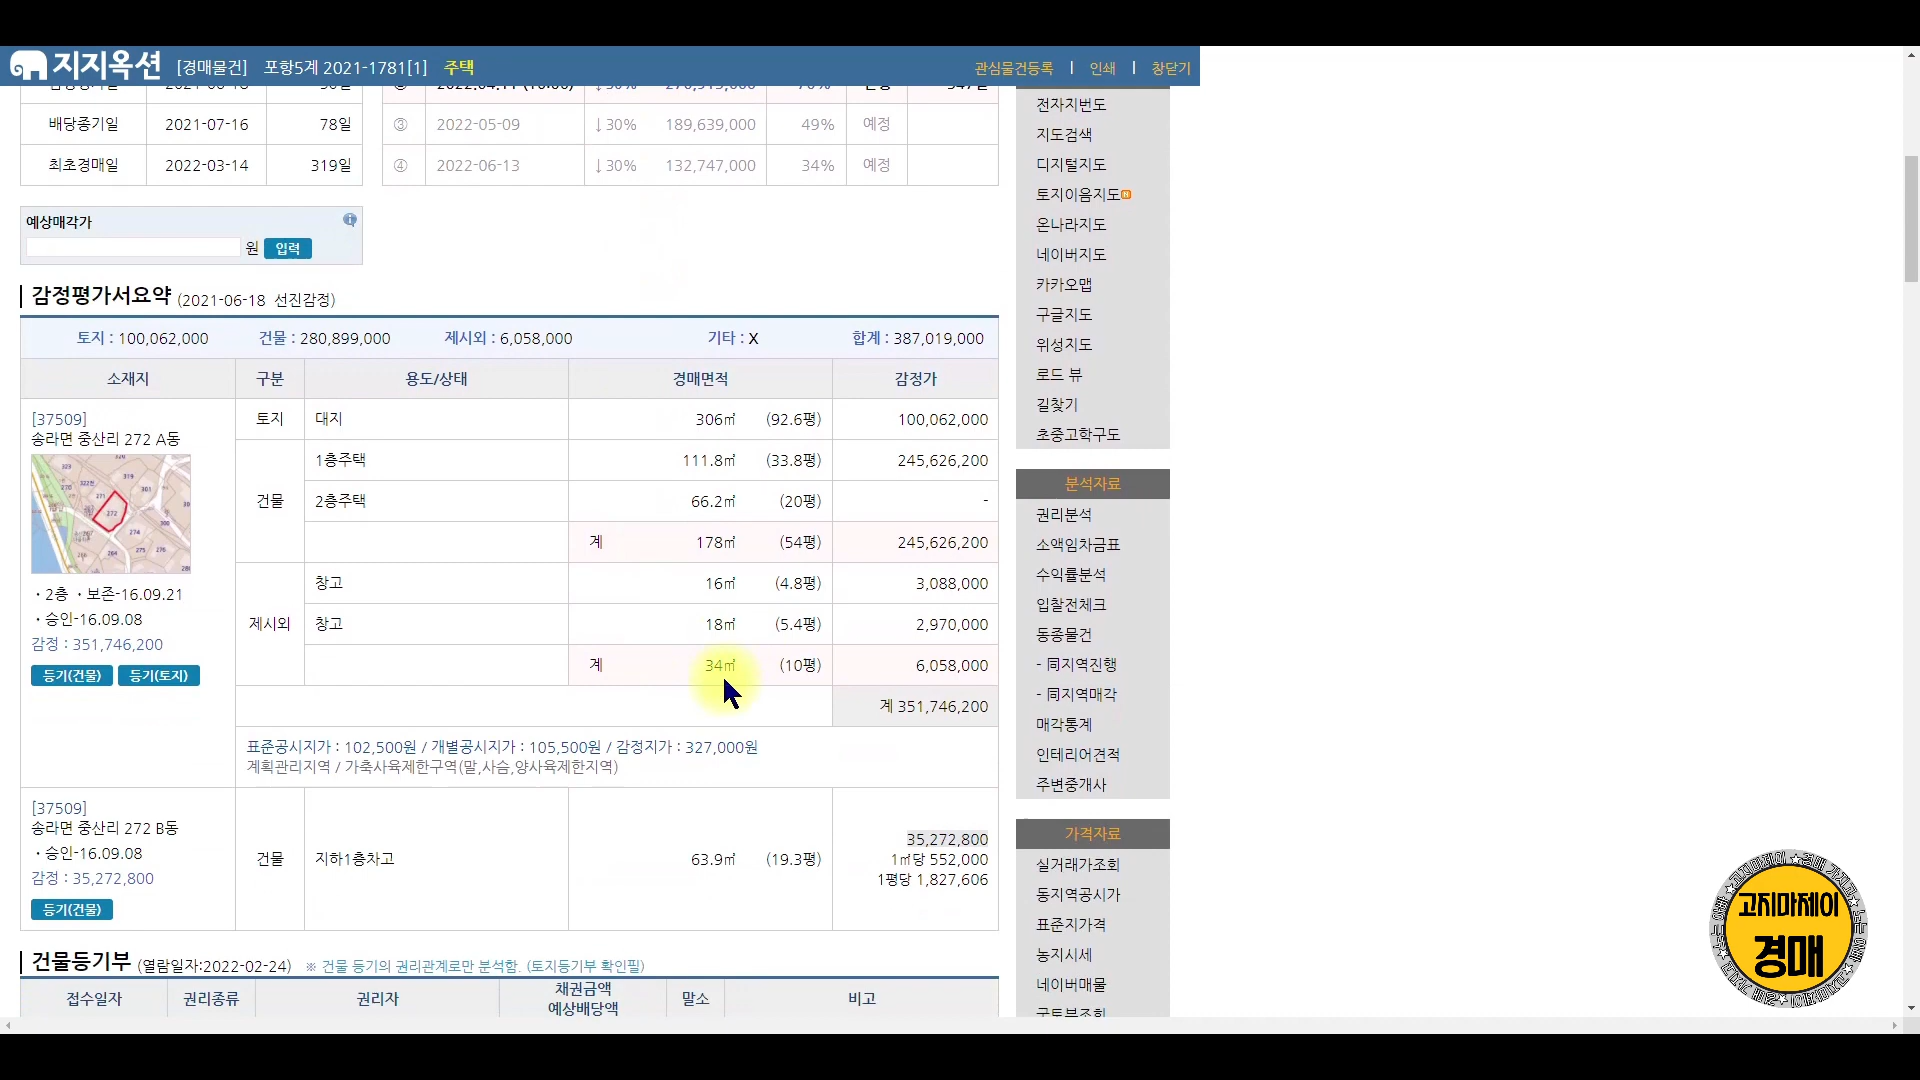 지지옥션 [경매물건] 포항5계 2021-1781[1] 주택 관심물건등록 | 인쇄 | 창닫기
배당종기일 2021-07-16 78일 ③ 2022-05-09 ↓30% 189,639,000 49% 예정
최초경매일 2022-03-14 319일 ④ 2022-06-13 ↓30% 132,747,000 34% 예정
예상매각가
원 입력
감정평가서요약 (2021-06-18 선진감정)
토지 : 100,062,000 건물 : 280,899,000 제시외 : 6,058,000 기타 : X 합계 : 387,019,000
소재지 구분 용도/상태 경매면적 감정가
[37509]
송라면 중산리 272 A동
・2층 ・보존-16.09.21
・승인-16.09.08
감정 : 351,746,200
등기(건물) 등기(토지)
토지 대지 306㎡ (92.6평) 100,062,000
건물
1층주택 111.8㎡ (33.8평) 245,626,200
2층주택 66.2㎡ (20평) -
계 178㎡ (54평) 245,626,200
제시외
창고 16㎡ (4.8평) 3,088,000
창고 18㎡ (5.4평) 2,970,000
계 34㎡ (10평) 6,058,000
계 351,746,200
표준공시지가 : 102,500원 / 개별공시지가 : 105,500원 / 감정지가 : 327,000원
계획관리지역 / 가축사육제한구역(말,사슴,양사육제한지역)
[37509]
송라면 중산리 272 B동
・승인-16.09.08
감정 : 35,272,800
등기(건물)
건물 지하1층차고 63.9㎡ (19.3평)
35,272,800
1㎡당 552,000
1평당 1,827,606
건물등기부 (열람일자:2022-02-24) ※ 건물 등기의 권리관계로만 분석함. (토지등기부 확인필)
접수일자 권리종류 권리자 채권금액 말소 비고
예상배당액
전자지번도
지도검색
디지털지도
토지이음지도
온나라지도
네이버지도
카카오맵
구글지도
위성지도
로드 뷰
길찾기
초중고학구도
분석자료
권리분석
소액임차금표
수익률분석
입찰전체크
동종물건
- 同지역진행
- 同지역매각
매각통계
인테리어견적
주변중개사
가격자료
실거래가조회
동지역공시가
표준지가격
농지시세
네이버매물
국토부조회
고지마제이
경매